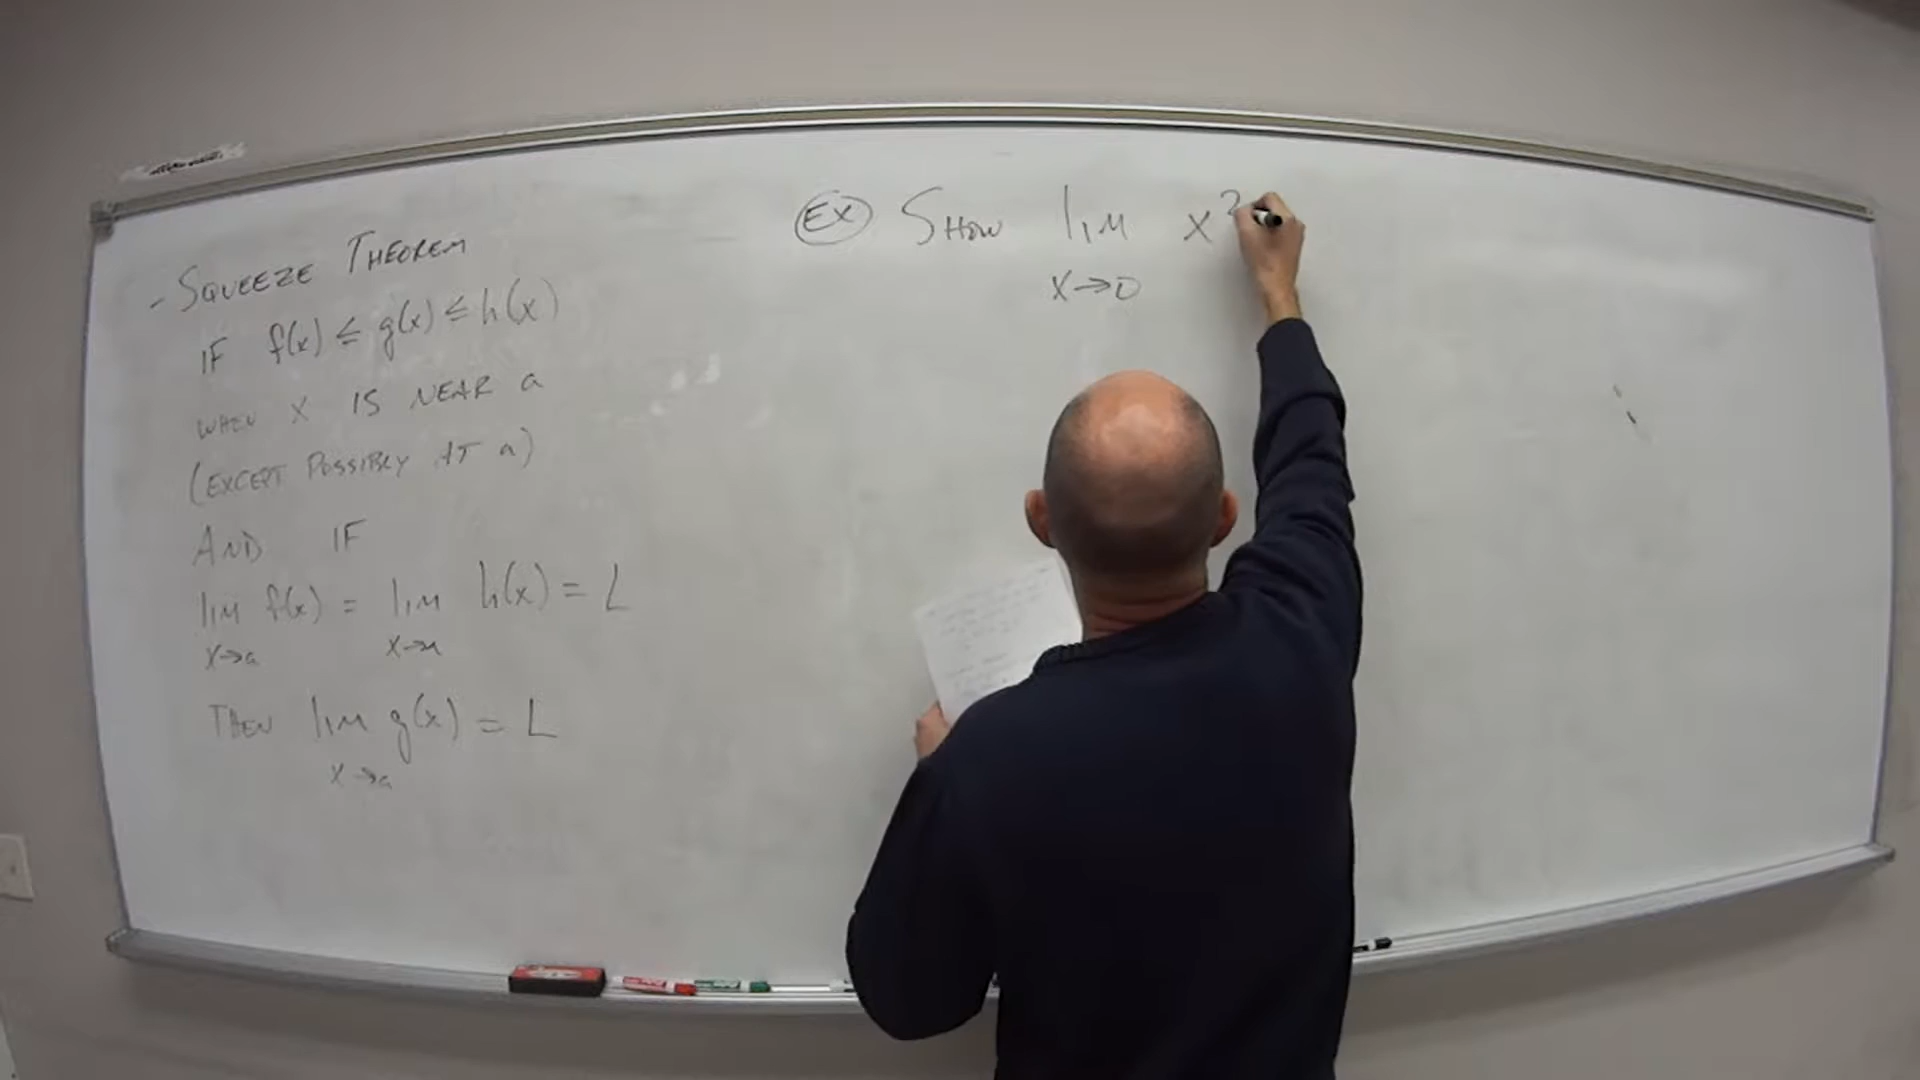 - SQUEEZE THEOREM
IF f(x) ≤ g(x) ≤ h(x)
WHEN X IS NEAR a
(EXCEPT POSSIBLY AT a)
AND IF
lim f(x) = lim h(x) = L
x→a x→a
THEN lim g(x) = L
x→a
EX SHOW lim x²
x→0